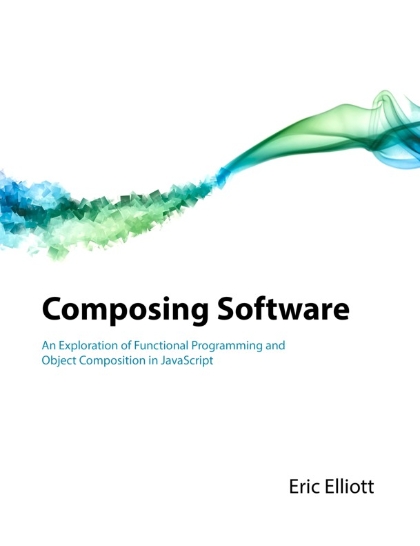 Composing Software
An Exploration of Functional Programming and
Object Composition in JavaScript
Eric Elliott